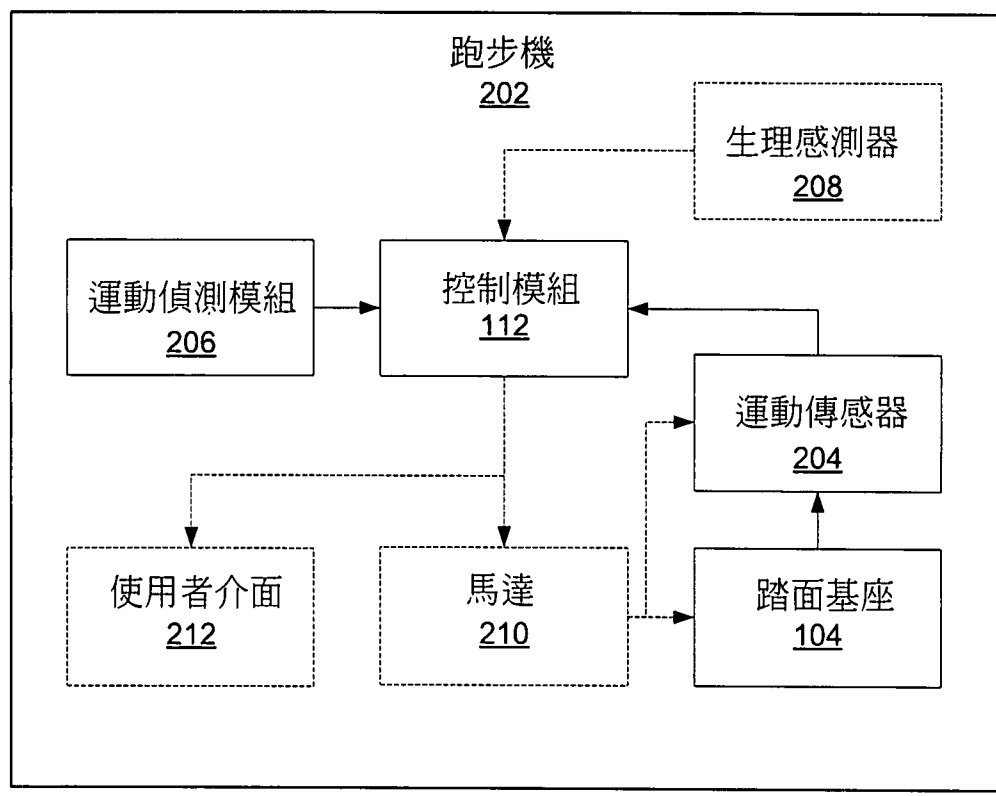 跑步機
202
生理感測器
208
運動偵測模組
206
控制模組
112
運動傳感器
204
使用者介面
212
馬達
210
踏面基座
104